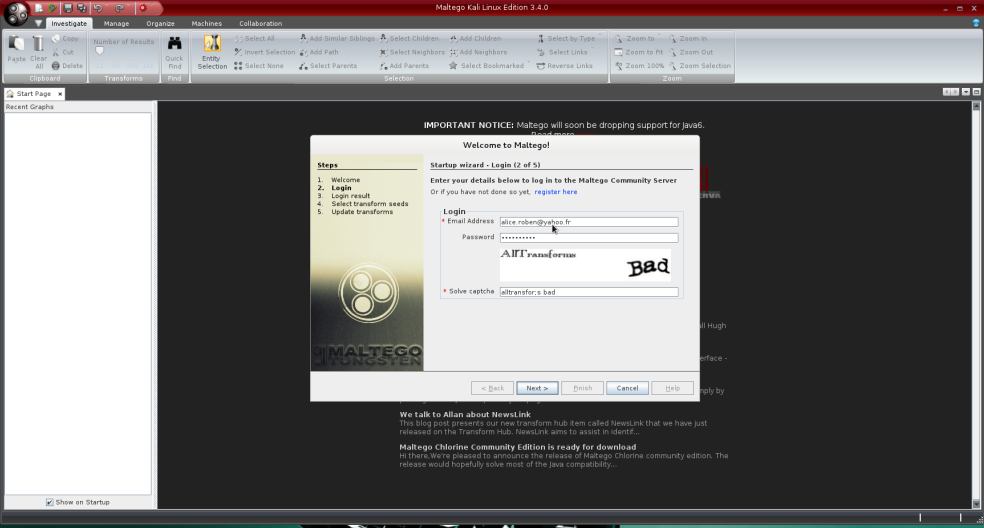 Maltego Kali Linux Edition 3.4.0
Investigate Manage Organize Machines Collaboration
Copy Number of Results Select All Add Similar Siblings Select Children Add Children Select by Type Zoom to Zoom In
Paste Clear All Cut Quick Find Entity Selection Invert Selection Add Path Select Neighbors Add Neighbors Select Links Zoom to Fit Zoom Out
Delete Select None Select Parents Add Parents Select Bookmarked Reverse Links Zoom 100% Zoom Selection
Clipboard Transforms Find Selection Zoom
Start Page
Recent Graphs
IMPORTANT NOTICE: Maltego will soon be dropping support for Java6.
Read more
Welcome to Maltego!
Steps
1. Welcome
2. Login
3. Login result
4. Select transform seeds
5. Update transforms
MALTEGO
TUNGSTEN
Startup wizard - Login (2 of 5)
Enter your details below to log in to the Maltego Community Server
Or if you have not done so yet, register here
Login
* Email Address alice.roben@yahoo.fr
Password ••••••••••
AllTransforms
Bad
* Solve captcha alltransfor;s bad
< Back Next > Finish Cancel Help
all Hugh
erface -
mply by
We talk to Allan about NewsLink
This blog post presents our new transform hub item called NewsLink that we have just
released on the Transform Hub. NewsLink aims to assist in identif...
Maltego Chlorine Community Edition is ready for download
Hi there,We're pleased to announce the release of Maltego Chlorine community edition. The
release would hopefully solve most of the Java compatibility...
Show on Startup